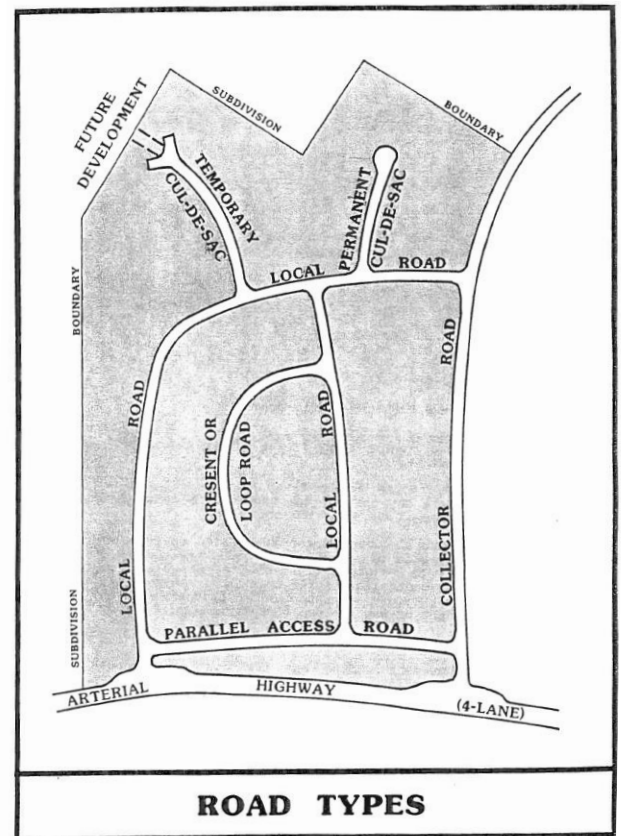 FUTURE
DEVELOPMENT
SUBDIVISION
BOUNDARY
TEMPORARY
CUL-DE-SAC
PERMANENT
CUL-DE-SAC
LOCAL ROAD
BOUNDARY
ROAD
ROAD
CRESENT OR
LOOP ROAD
ROAD
LOCAL
COLLECTOR
LOCAL
SUBDIVISION
PARALLEL ACCESS ROAD
ARTERIAL HIGHWAY (4-LANE)
ROAD TYPES